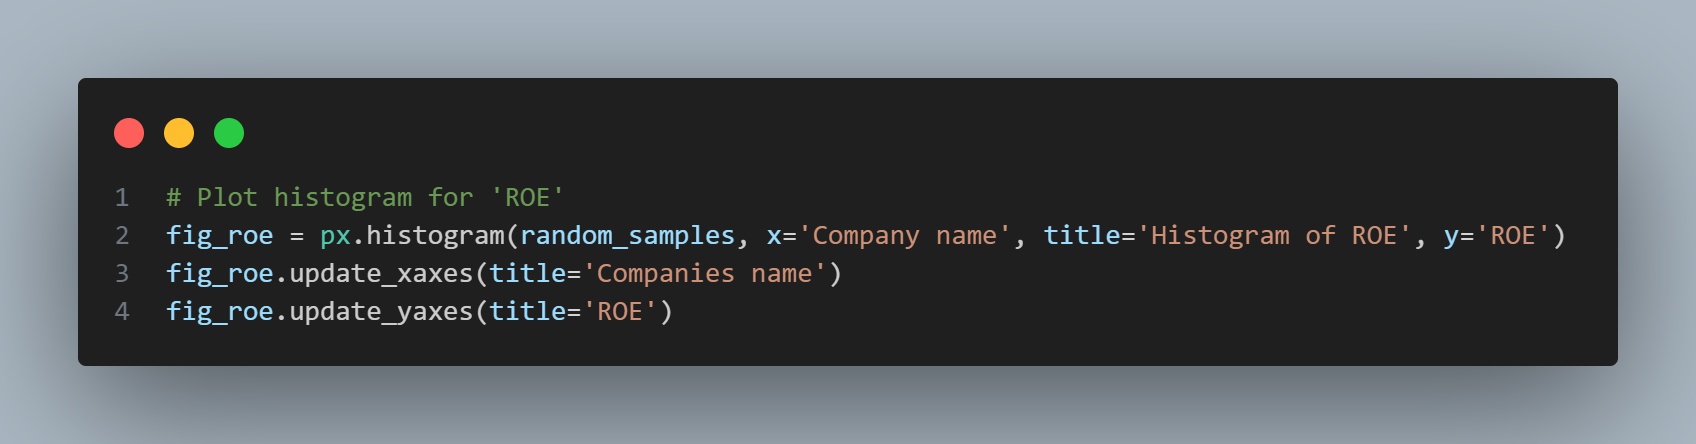 1 # Plot histogram for 'ROE'
2 fig_roe = px.histogram(random_samples, x='Company name', title='Histogram of ROE', y='ROE')
3 fig_roe.update_xaxes(title='Companies name')
4 fig_roe.update_yaxes(title='ROE')